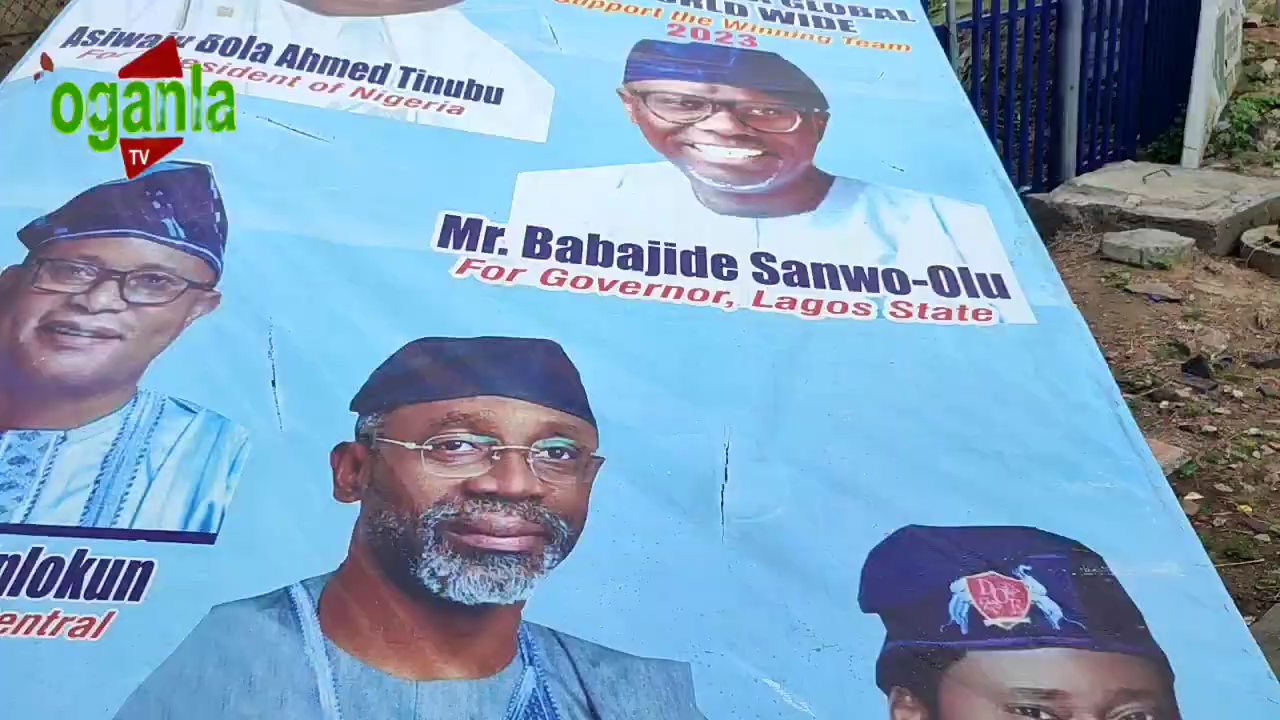 GLOBAL
WORLD WIDE
Support the Winning Team
2023
Asiwaju Bola Ahmed Tinubu
For President of Nigeria
oganla
TV
Mr. Babajide Sanwo-Olu
For Governor, Lagos State
nlokun
entral